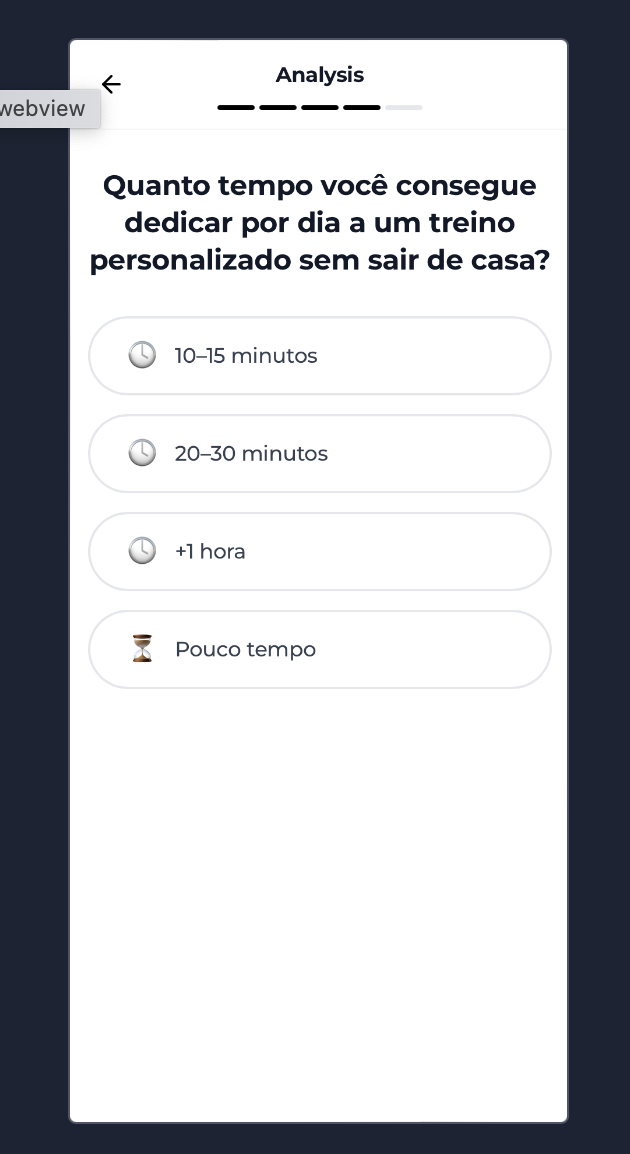 Analysis
webview
Quanto tempo você consegue
dedicar por dia a um treino
personalizado sem sair de casa?
10–15 minutos
20–30 minutos
+1 hora
Pouco tempo